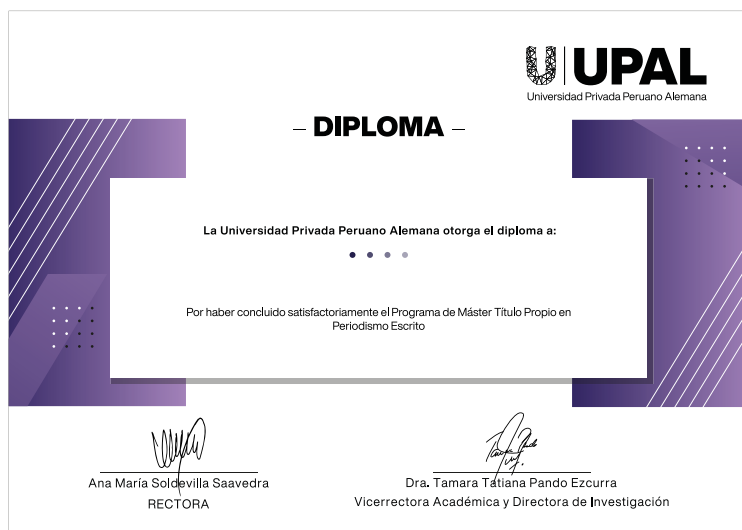 UPAL
Universidad Privada Peruano Alemana
– DIPLOMA –
La Universidad Privada Peruano Alemana otorga el diploma a:
Por haber concluido satisfactoriamente el Programa de Máster Título Propio en
Periodismo Escrito
Ana María Soldevilla Saavedra
RECTORA
Dra. Tamara Tatiana Pando Ezcurra
Vicerrectora Académica y Directora de Investigación